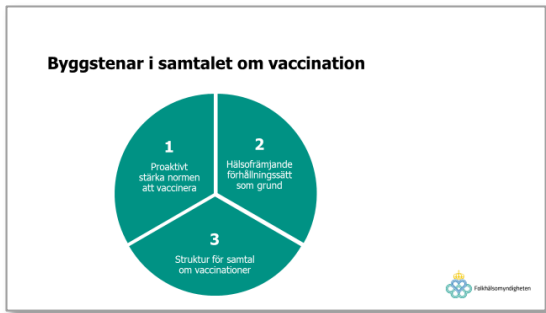 Byggstenar i samtalet om vaccination
1
Proaktivt
stärka normen
att vaccinera
2
Hälsofrämjande
förhållningssätt
som grund
3
Struktur för samtal
om vaccinationer
Folkhälsomyndigheten